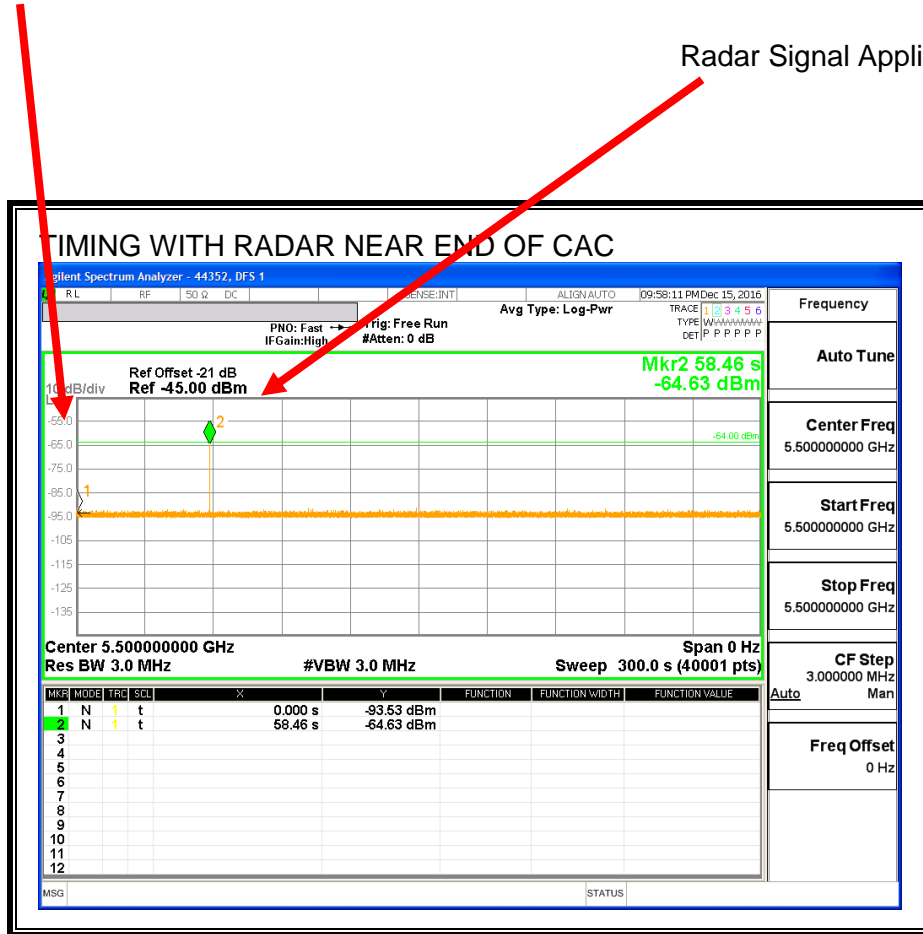 Radar Signal Appli
TIMING WITH RADAR NEAR END OF CAC
Agilent Spectrum Analyzer - 44352, DFS 1
RL RF 50 Ω DC SENSE:INT ALIGN AUTO 09:58:11 PM Dec 15, 2016
PNO: Fast Trig: Free Run Avg Type: Log-Pwr TRACE 1 2 3 4 5 6
IFGain:High #Atten: 0 dB TYPE WWWWWWW
DET P P P P P P
Frequency
Auto Tune
Center Freq
5.500000000 GHz
Start Freq
5.500000000 GHz
Stop Freq
5.500000000 GHz
CF Step
3.000000 MHz
Auto Man
Freq Offset
0 Hz
Mkr2 58.46 s
-64.63 dBm
Ref Offset -21 dB
10 dB/div Ref -45.00 dBm
-55.0
-65.0
-75.0
-85.0
-95.0
-105
-115
-125
-135
2
-64.00 dBm
1
Center 5.500000000 GHz Span 0 Hz
Res BW 3.0 MHz #VBW 3.0 MHz Sweep 300.0 s (40001 pts)
MKR MODE TRC SCL X Y FUNCTION FUNCTION WIDTH FUNCTION VALUE
1 N 1 t 0.000 s -93.53 dBm
2 N 1 t 58.46 s -64.63 dBm
3
4
5
6
7
8
9
10
11
12
MSG STATUS